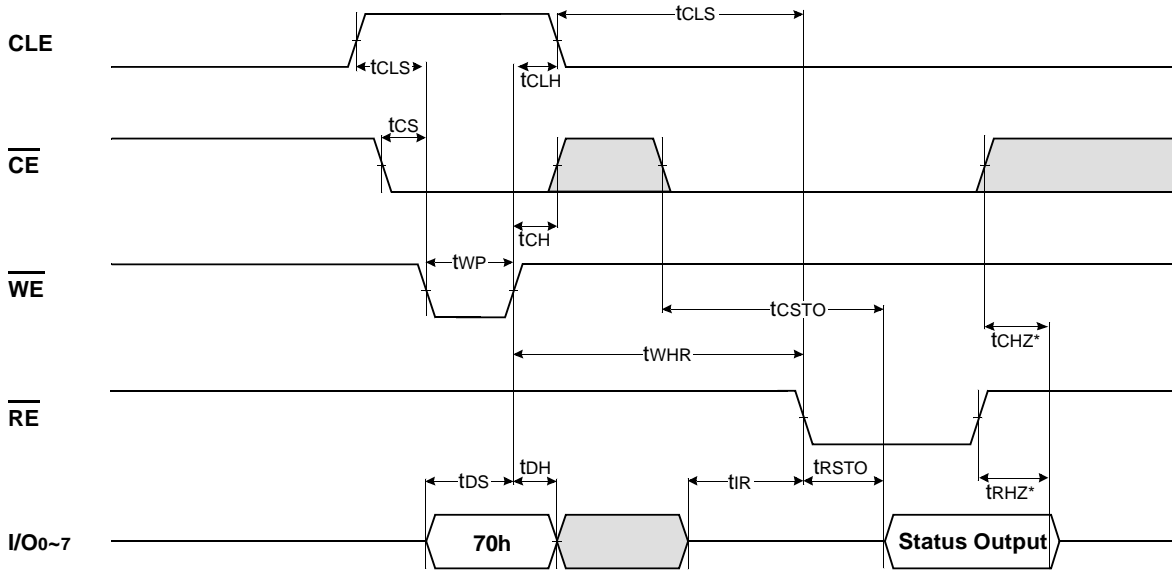 tCLS
CLE
tCLS
tCLH
tCS
CE
tCH
tWP
WE
tCSTO
tCHZ*
tWHR
RE
tDH
tDS
tIR
tRSTO
tRHZ*
I/O0~7
70h
Status Output